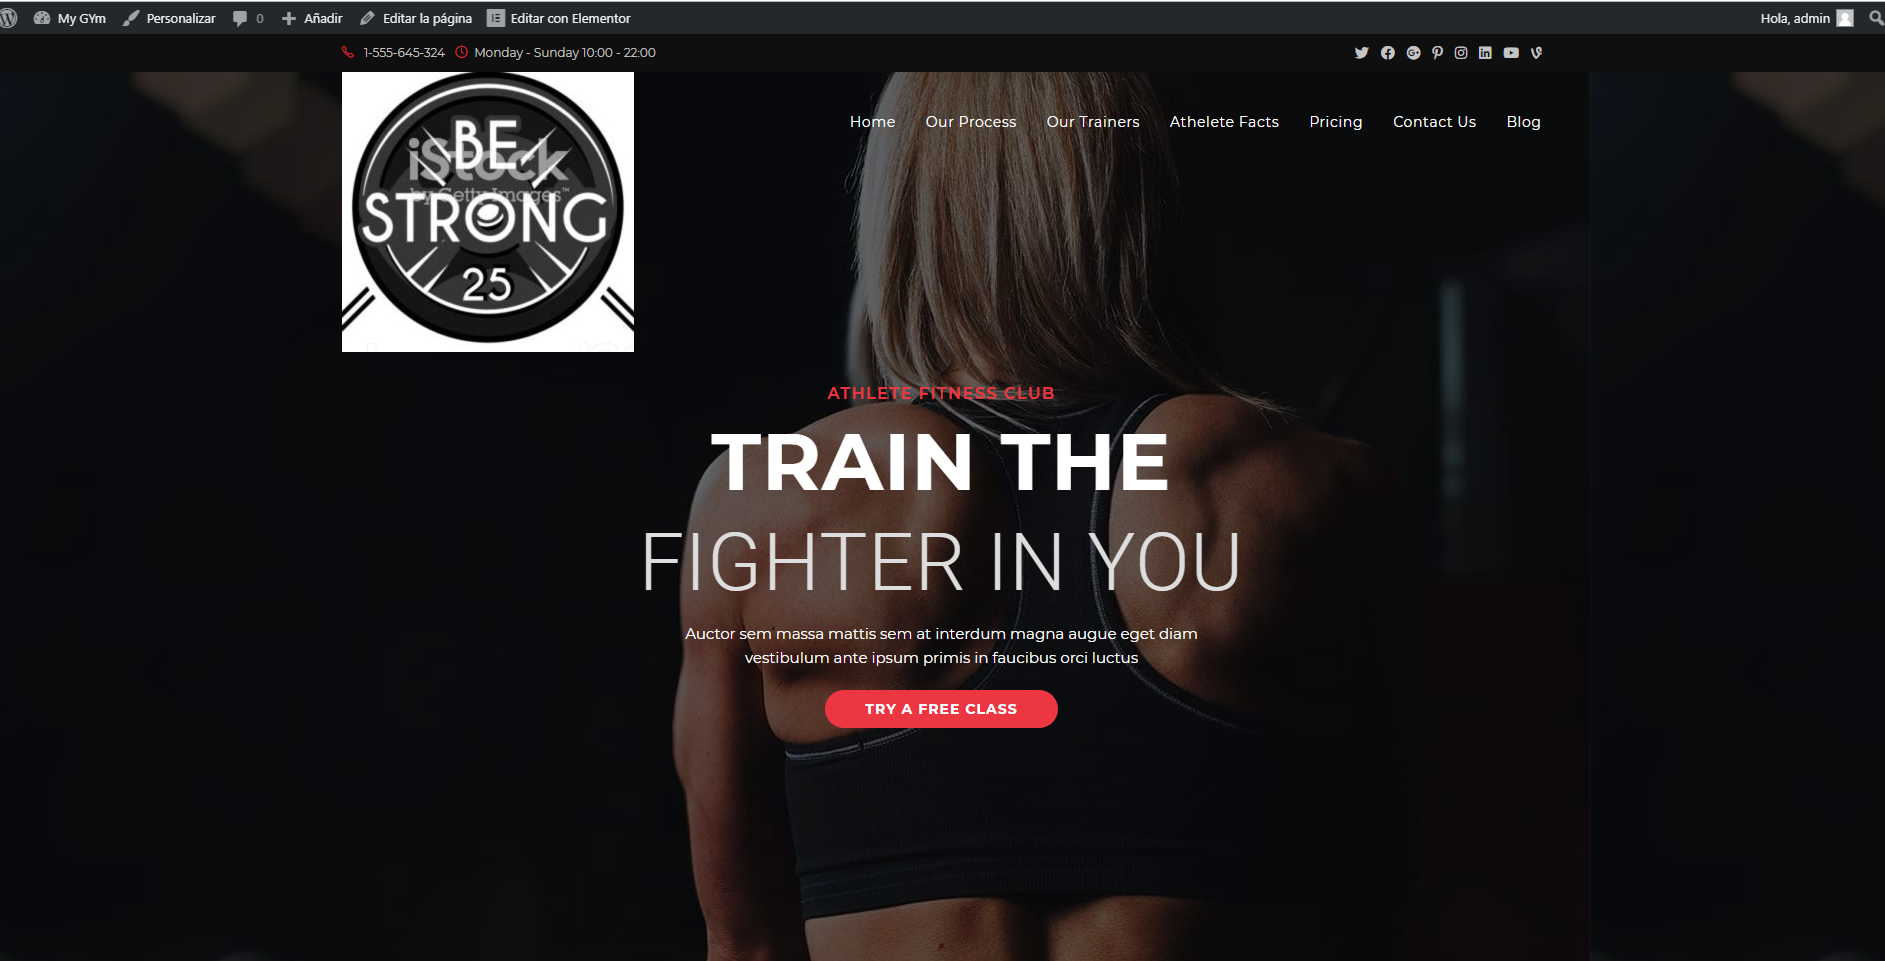 My GYm Personalizar 0 Añadir Editar la página Editar con Elementor Hola, admin
1-555-645-324 Monday - Sunday 10:00 - 22:00
BE
iStock
by Getty Images™
STRONG
25
Home Our Process Our Trainers Athelete Facts Pricing Contact Us Blog
ATHLETE FITNESS CLUB
TRAIN THE
FIGHTER IN YOU
Auctor sem massa mattis sem at interdum magna augue eget diam
vestibulum ante ipsum primis in faucibus orci luctus
TRY A FREE CLASS